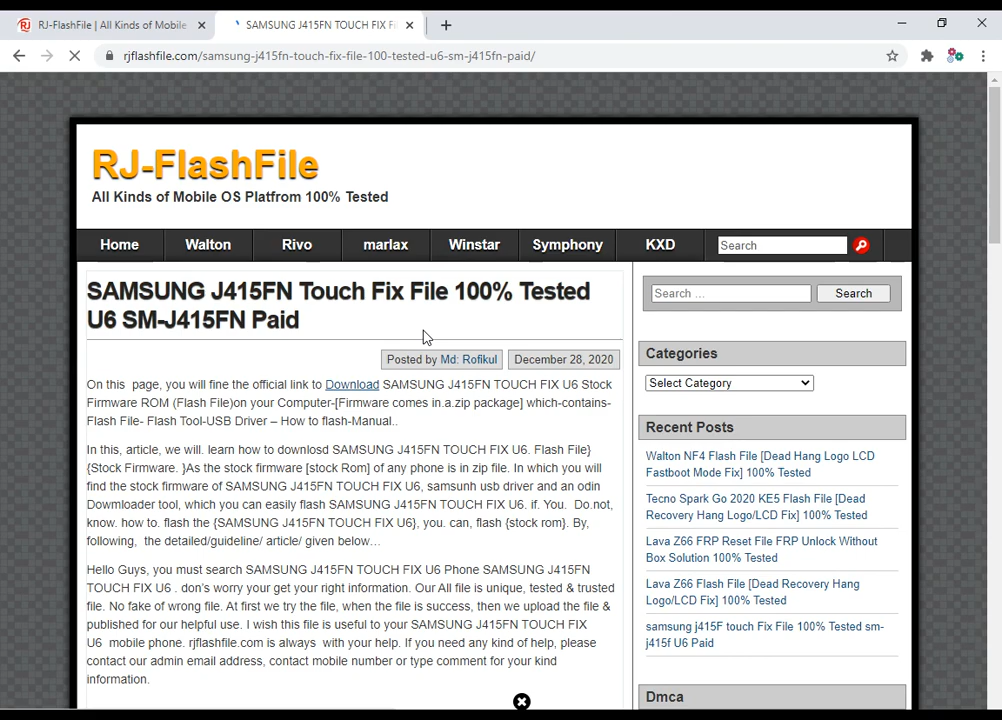 RJ-FlashFile | All Kinds of Mobile
SAMSUNG J415FN TOUCH FIX Fi
rjflashfile.com/samsung-j415fn-touch-fix-file-100-tested-u6-sm-j415fn-paid/
RJ-FlashFile
All Kinds of Mobile OS Platfrom 100% Tested
Home Walton Rivo marlax Winstar Symphony KXD Search
SAMSUNG J415FN Touch Fix File 100% Tested
U6 SM-J415FN Paid
Posted by Md: Rofikul December 28, 2020
On this page, you will fine the official link to Download SAMSUNG J415FN TOUCH FIX U6 Stock
Firmware ROM (Flash File)on your Computer-[Firmware comes in.a.zip package] which-contains-
Flash File- Flash Tool-USB Driver – How to flash-Manual..
In this, article, we will. learn how to downlosd SAMSUNG J415FN TOUCH FIX U6. Flash File}
{Stock Firmware. }As the stock firmware [stock Rom] of any phone is in zip file. In which you will
find the stock firmware of SAMSUNG J415FN TOUCH FIX U6, samsunh usb driver and an odin
Dowmloader tool, which you can easily flash SAMSUNG J415FN TOUCH FIX U6. if. You. Do.not,
know. how to. flash the {SAMSUNG J415FN TOUCH FIX U6}, you. can, flash {stock rom}. By,
following, the detailed/guideline/ article/ given below…
Hello Guys, you must search SAMSUNG J415FN TOUCH FIX U6 Phone SAMSUNG J415FN
TOUCH FIX U6 . don’s worry your get your right information. Our All file is unique, tested & trusted
file. No fake of wrong file. At first we try the file, when the file is success, then we upload the file &
published for our helpful use. I wish this file is useful to your SAMSUNG J415FN TOUCH FIX
U6 mobile phone. rjflashfile.com is always with your help. If you need any kind of help, please
contact our admin email address, contact mobile number or type comment for your kind
information.
Search … Search
Categories
Select Category
Recent Posts
Walton NF4 Flash File [Dead Hang Logo LCD
Fastboot Mode Fix] 100% Tested
Tecno Spark Go 2020 KE5 Flash File [Dead
Recovery Hang Logo/LCD Fix] 100% Tested
Lava Z66 FRP Reset File FRP Unlock Without
Box Solution 100% Tested
Lava Z66 Flash File [Dead Recovery Hang
Logo/LCD Fix] 100% Tested
samsung j415F touch Fix File 100% Tested sm-
j415f U6 Paid
Dmca